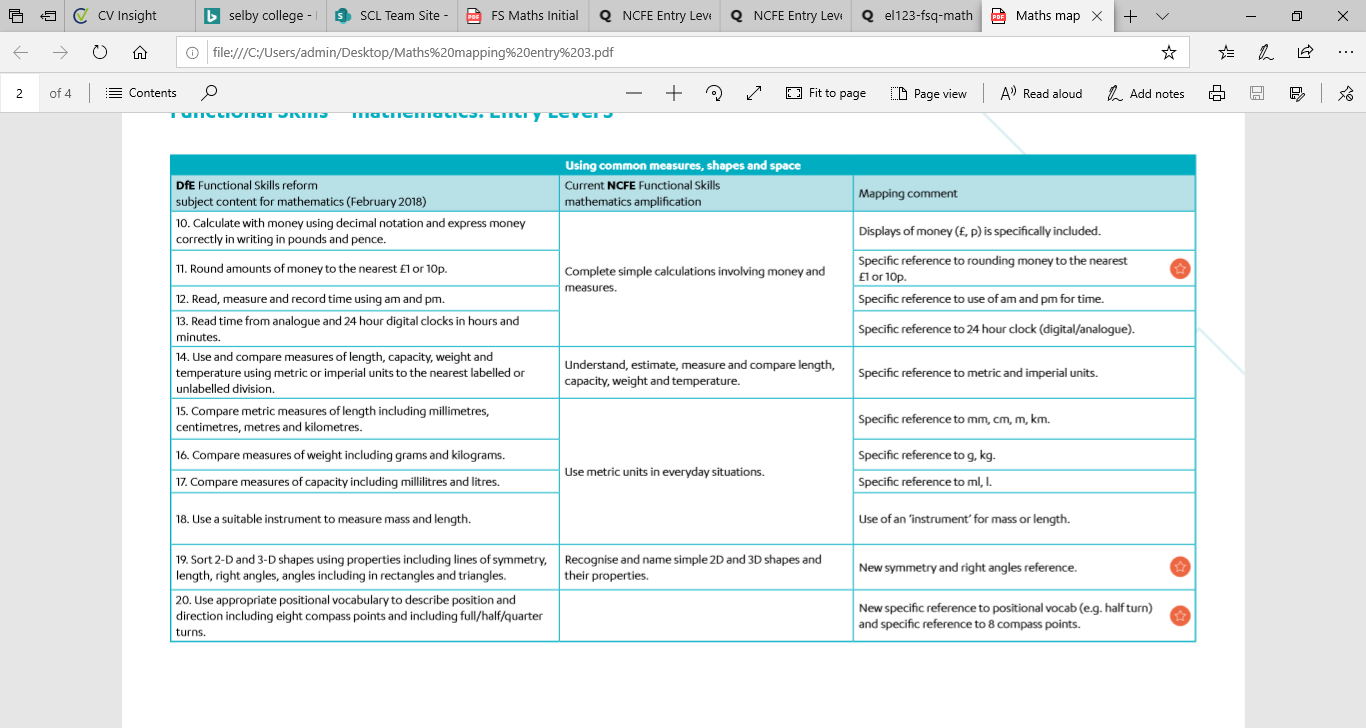 CV Insight
selby college -
SCL Team Site -
FS Maths Initial
NCFE Entry Leve
NCFE Entry Leve
el123-fsq-math
Maths map
file:///C:/Users/admin/Desktop/Maths%20mapping%20entry%203.pdf
2 of 4
Contents
Fit to page
Page view
Read aloud
Add notes
Using common measures, shapes and space
DfE Functional Skills reform
subject content for mathematics (February 2018)
Current NCFE Functional Skills
mathematics amplification
Mapping comment
10. Calculate with money using decimal notation and express money
correctly in writing in pounds and pence.
Complete simple calculations involving money and
measures.
Displays of money (£, p) is specifically included.
11. Round amounts of money to the nearest £1 or 10p.
Specific reference to rounding money to the nearest
£1 or 10p.
12. Read, measure and record time using am and pm.
Specific reference to use of am and pm for time.
13. Read time from analogue and 24 hour digital clocks in hours and
minutes.
Specific reference to 24 hour clock (digital/analogue).
14. Use and compare measures of length, capacity, weight and
temperature using metric or imperial units to the nearest labelled or
unlabelled division.
Understand, estimate, measure and compare length,
capacity, weight and temperature.
Specific reference to metric and imperial units.
15. Compare metric measures of length including millimetres,
centimetres, metres and kilometres.
Use metric units in everyday situations.
Specific reference to mm, cm, m, km.
16. Compare measures of weight including grams and kilograms.
Specific reference to g, kg.
17. Compare measures of capacity including millilitres and litres.
Specific reference to ml, l.
18. Use a suitable instrument to measure mass and length.
Use of an 'instrument' for mass or length.
19. Sort 2-D and 3-D shapes using properties including lines of symmetry,
length, right angles, angles including in rectangles and triangles.
Recognise and name simple 2D and 3D shapes and
their properties.
New symmetry and right angles reference.
20. Use appropriate positional vocabulary to describe position and
direction including eight compass points and including full/half/quarter
turns.
New specific reference to positional vocab (e.g. half turn)
and specific reference to 8 compass points.